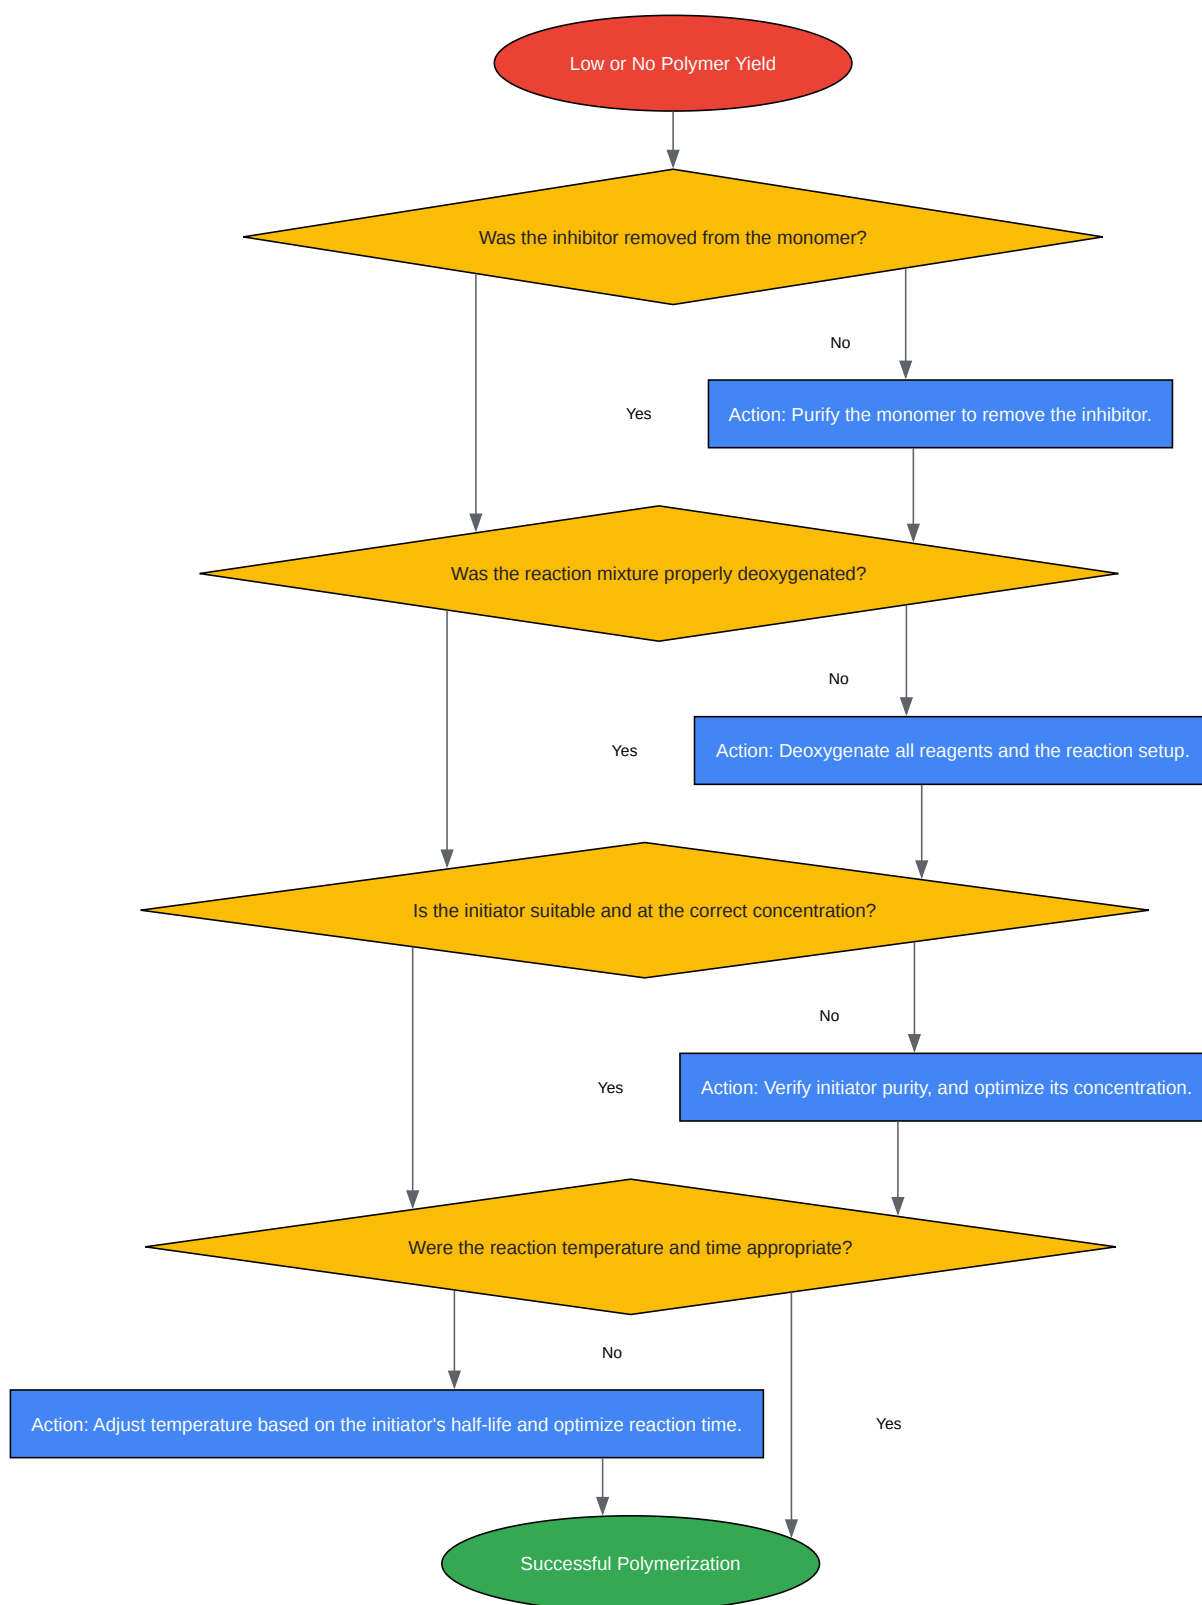 Low or No Polymer Yield
Was the inhibitor removed from the monomer?
No
Yes
Action: Purify the monomer to remove the inhibitor.
Was the reaction mixture properly deoxygenated?
No
Yes
Action: Deoxygenate all reagents and the reaction setup.
Is the initiator suitable and at the correct concentration?
No
Yes
Action: Verify initiator purity, and optimize its concentration.
Were the reaction temperature and time appropriate?
No
Action: Adjust temperature based on the initiator's half-life and optimize reaction time.
Yes
Successful Polymerization